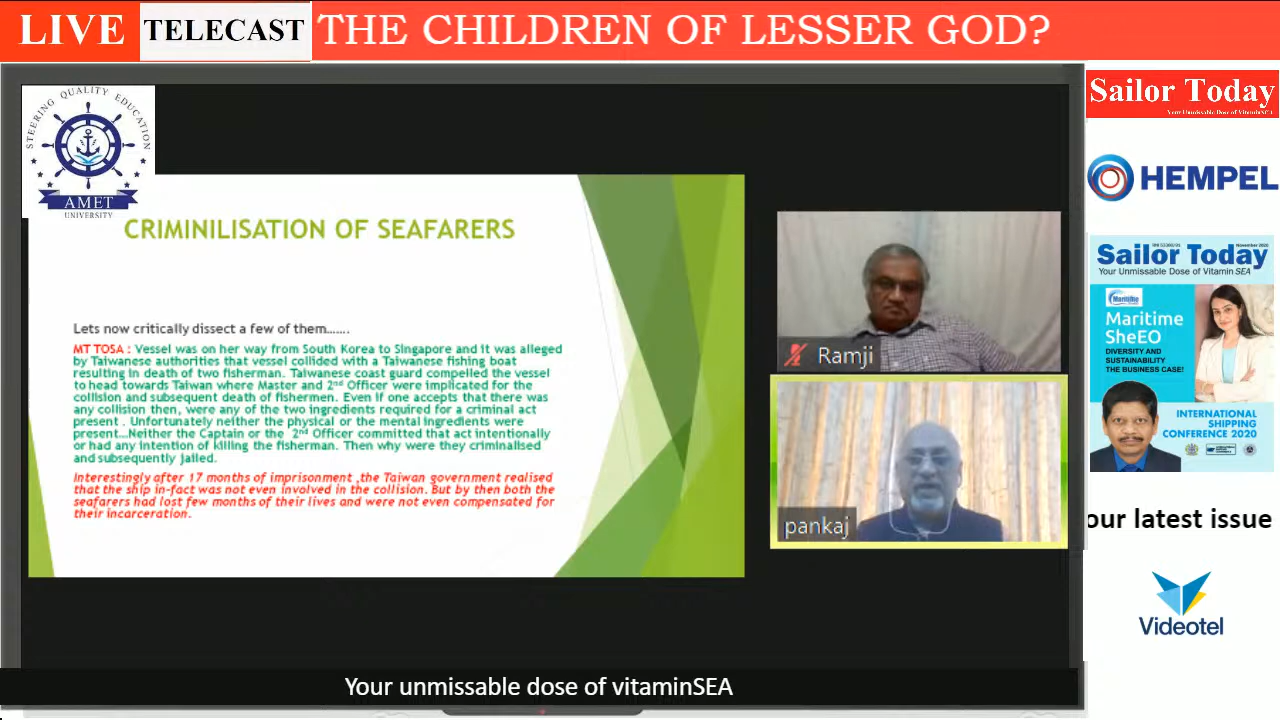 LIVE TELECAST THE CHILDREN OF LESSER GOD?
STEERING QUALITY EDUCATION
AMET
UNIVERSITY
CRIMINILISATION OF SEAFARERS
Lets now critically dissect a few of them…….
MT TOSA : Vessel was on her way from South Korea to Singapore and it was alleged
by Taiwanese authorities that vessel collided with a Taiwanese fishing boat
resulting in death of two fisherman. Taiwanese coast guard compelled the vessel
to head towards Taiwan where Master and 2nd Officer were implicated for the
collision and subsequent death of fishermen. Even if one accepts that there was
any collision then, were any of the two ingredients required for a criminal act
present . Unfortunately neither the physical or the mental ingredients were
present…Neither the Captain or the 2nd Officer committed that act intentionally
or had any intention of killing the fisherman. Then why were they criminalised
and subsequently jailed.
Interestingly after 17 months of imprisonment ,the Taiwan government realised
that the ship in-fact was not even involved in the collision. But by then both the
seafarers had lost few months of their lives and were not even compensated for
their incarceration.
Ramji
pankaj
Sailor Today
Your Unmissable Dose of VitaminSEA
HEMPEL
November 2020
Sailor Today
Your Unmissable Dose of Vitamin SEA
Maritime
Maritime
SheEO
DIVERSITY AND
SUSTAINABILITY
THE BUSINESS CASE!
INTERNATIONAL
SHIPPING
CONFERENCE 2020
our latest issue
Videotel
Your unmissable dose of vitaminSEA